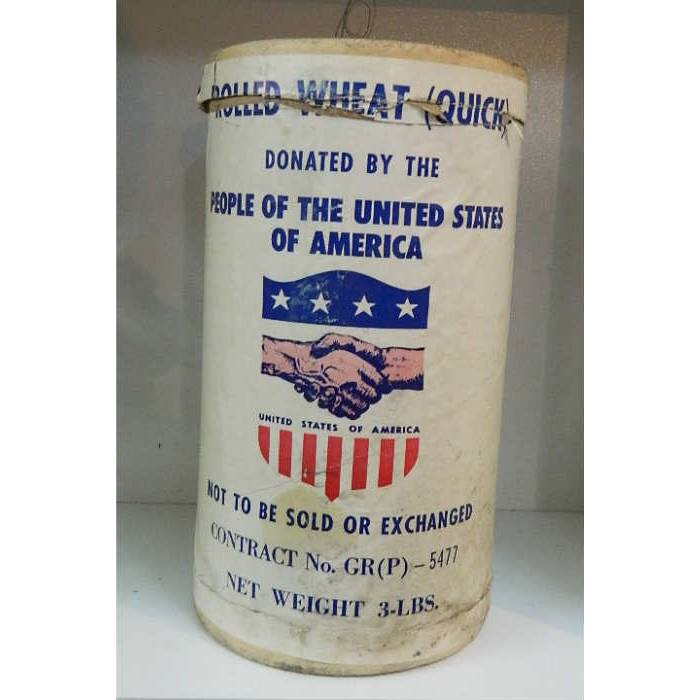 ROLLED WHEAT (QUICK)
DONATED BY THE
PEOPLE OF THE UNITED STATES
OF AMERICA
UNITED STATES OF AMERICA
NOT TO BE SOLD OR EXCHANGED
CONTRACT No. GR(P)-5477
NET WEIGHT 3-LBS.